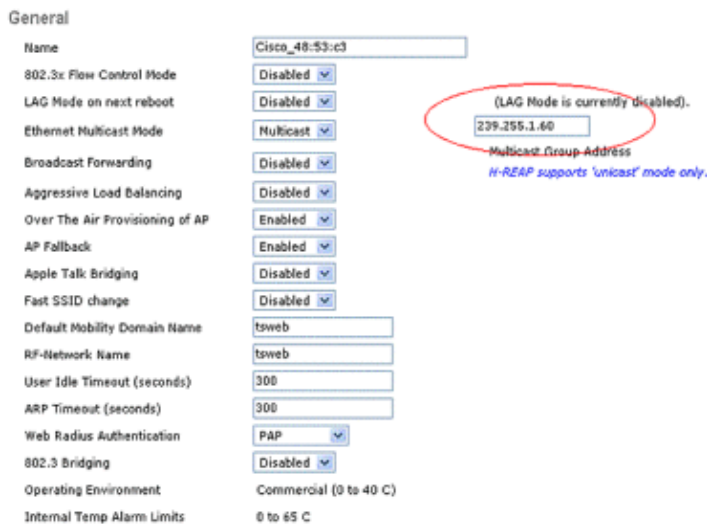 General
Name Cisco_48:53:c3
802.3x Flow Control Mode Disabled
LAG Mode on next reboot Disabled (LAG Mode is currently disabled).
Ethernet Multicast Mode Multicast 239.255.1.60
Multicast Group Address
Broadcast Forwarding Disabled
H-REAP supports 'unicast' mode only.
Aggressive Load Balancing Disabled
Over The Air Provisioning of AP Enabled
AP Fallback Enabled
Apple Talk Bridging Disabled
Fast SSID change Disabled
Default Mobility Domain Name tsweb
RF-Network Name tsweb
User Idle Timeout (seconds) 300
ARP Timeout (seconds) 300
Web Radius Authentication PAP
802.3 Bridging Disabled
Operating Environment Commercial (0 to 40 C)
Internal Temp Alarm Limits 0 to 65 C